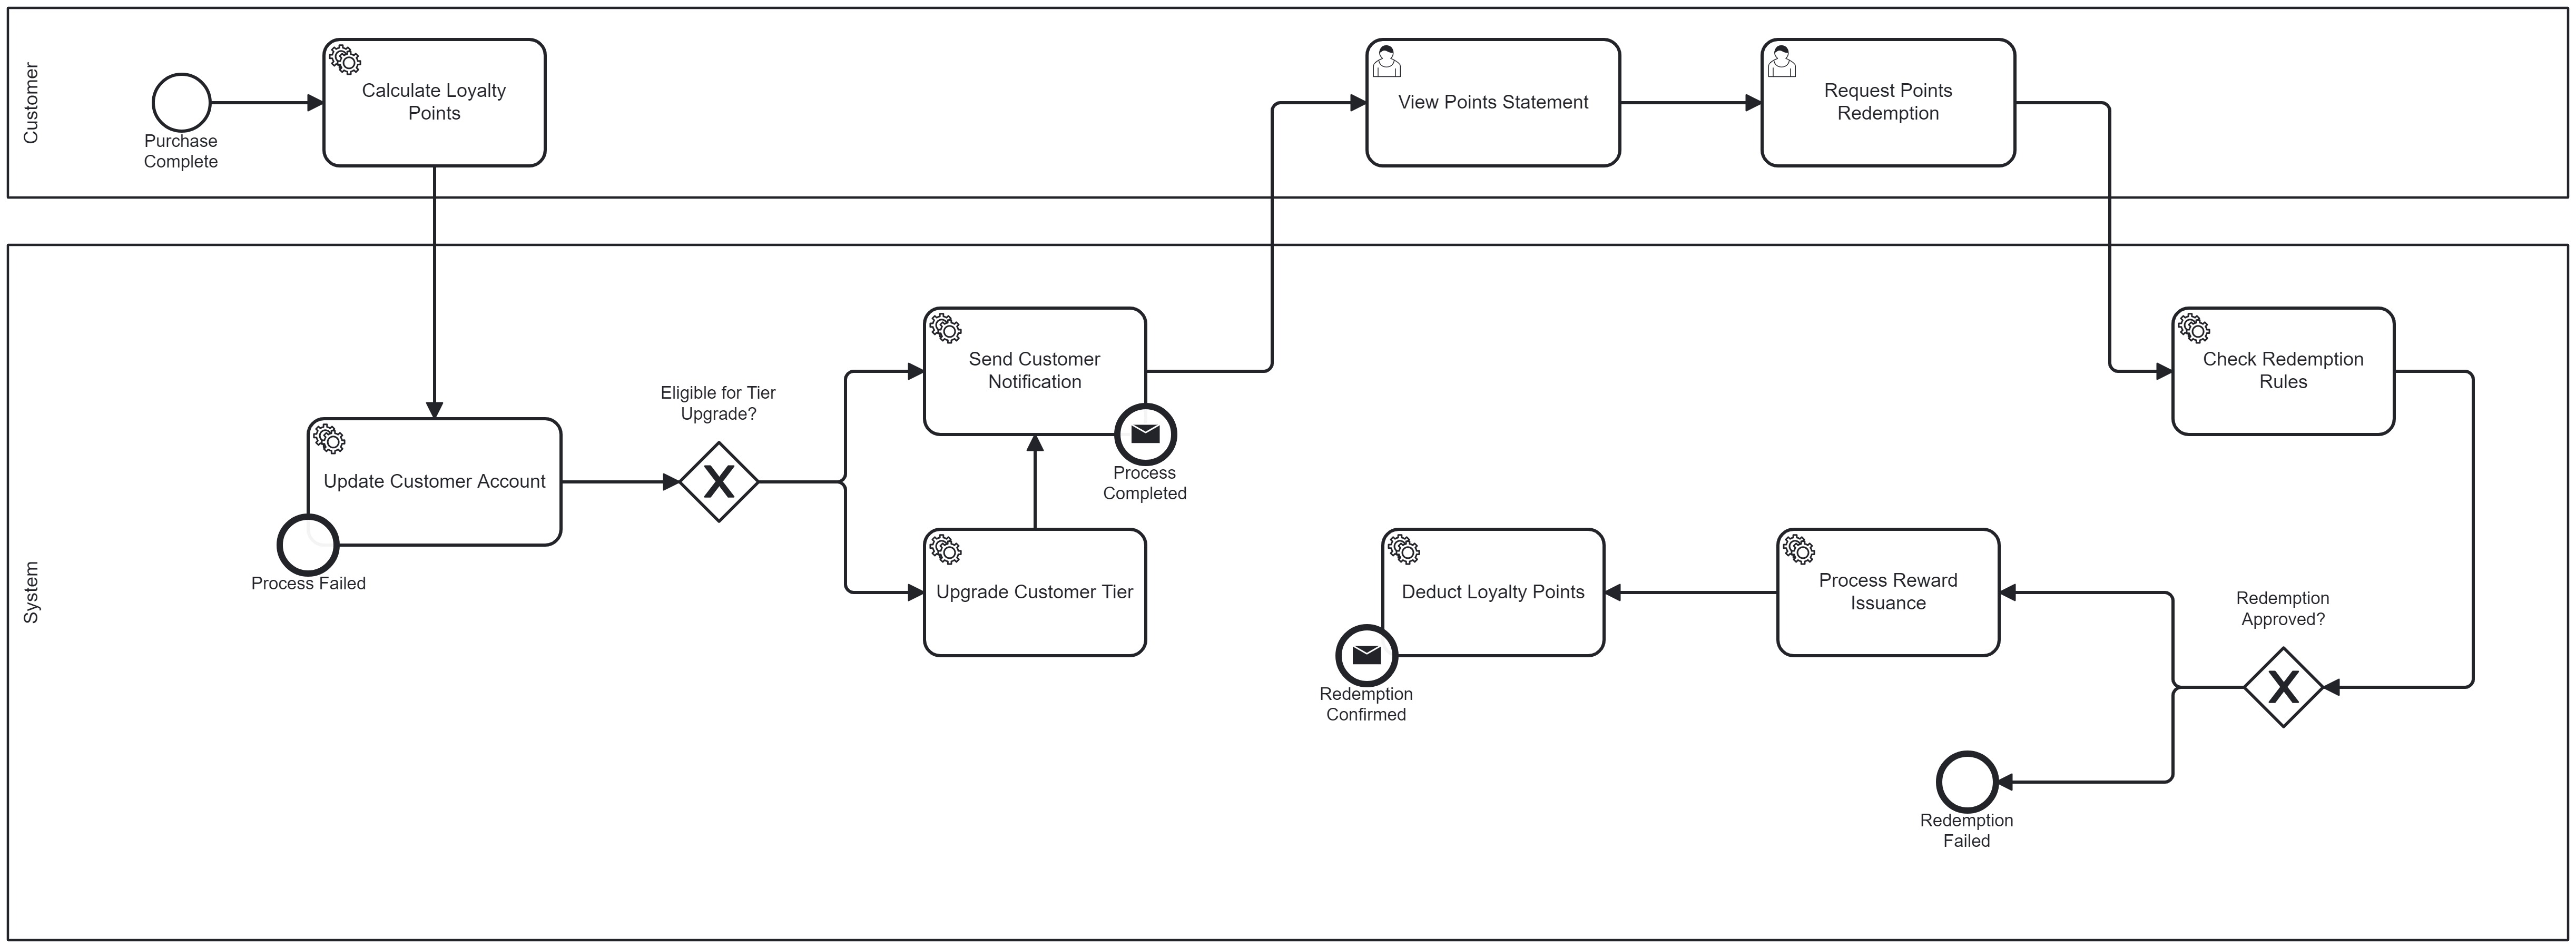 Customer
Purchase
Complete
Calculate Loyalty
Points
View Points Statement
Request Points
Redemption
System
Update Customer Account
Process Failed
Eligible for Tier
Upgrade?
X
Send Customer
Notification
Process
Completed
Upgrade Customer Tier
Check Redemption
Rules
Redemption
Approved?
X
Process Reward
Issuance
Deduct Loyalty Points
Redemption
Confirmed
Redemption
Failed